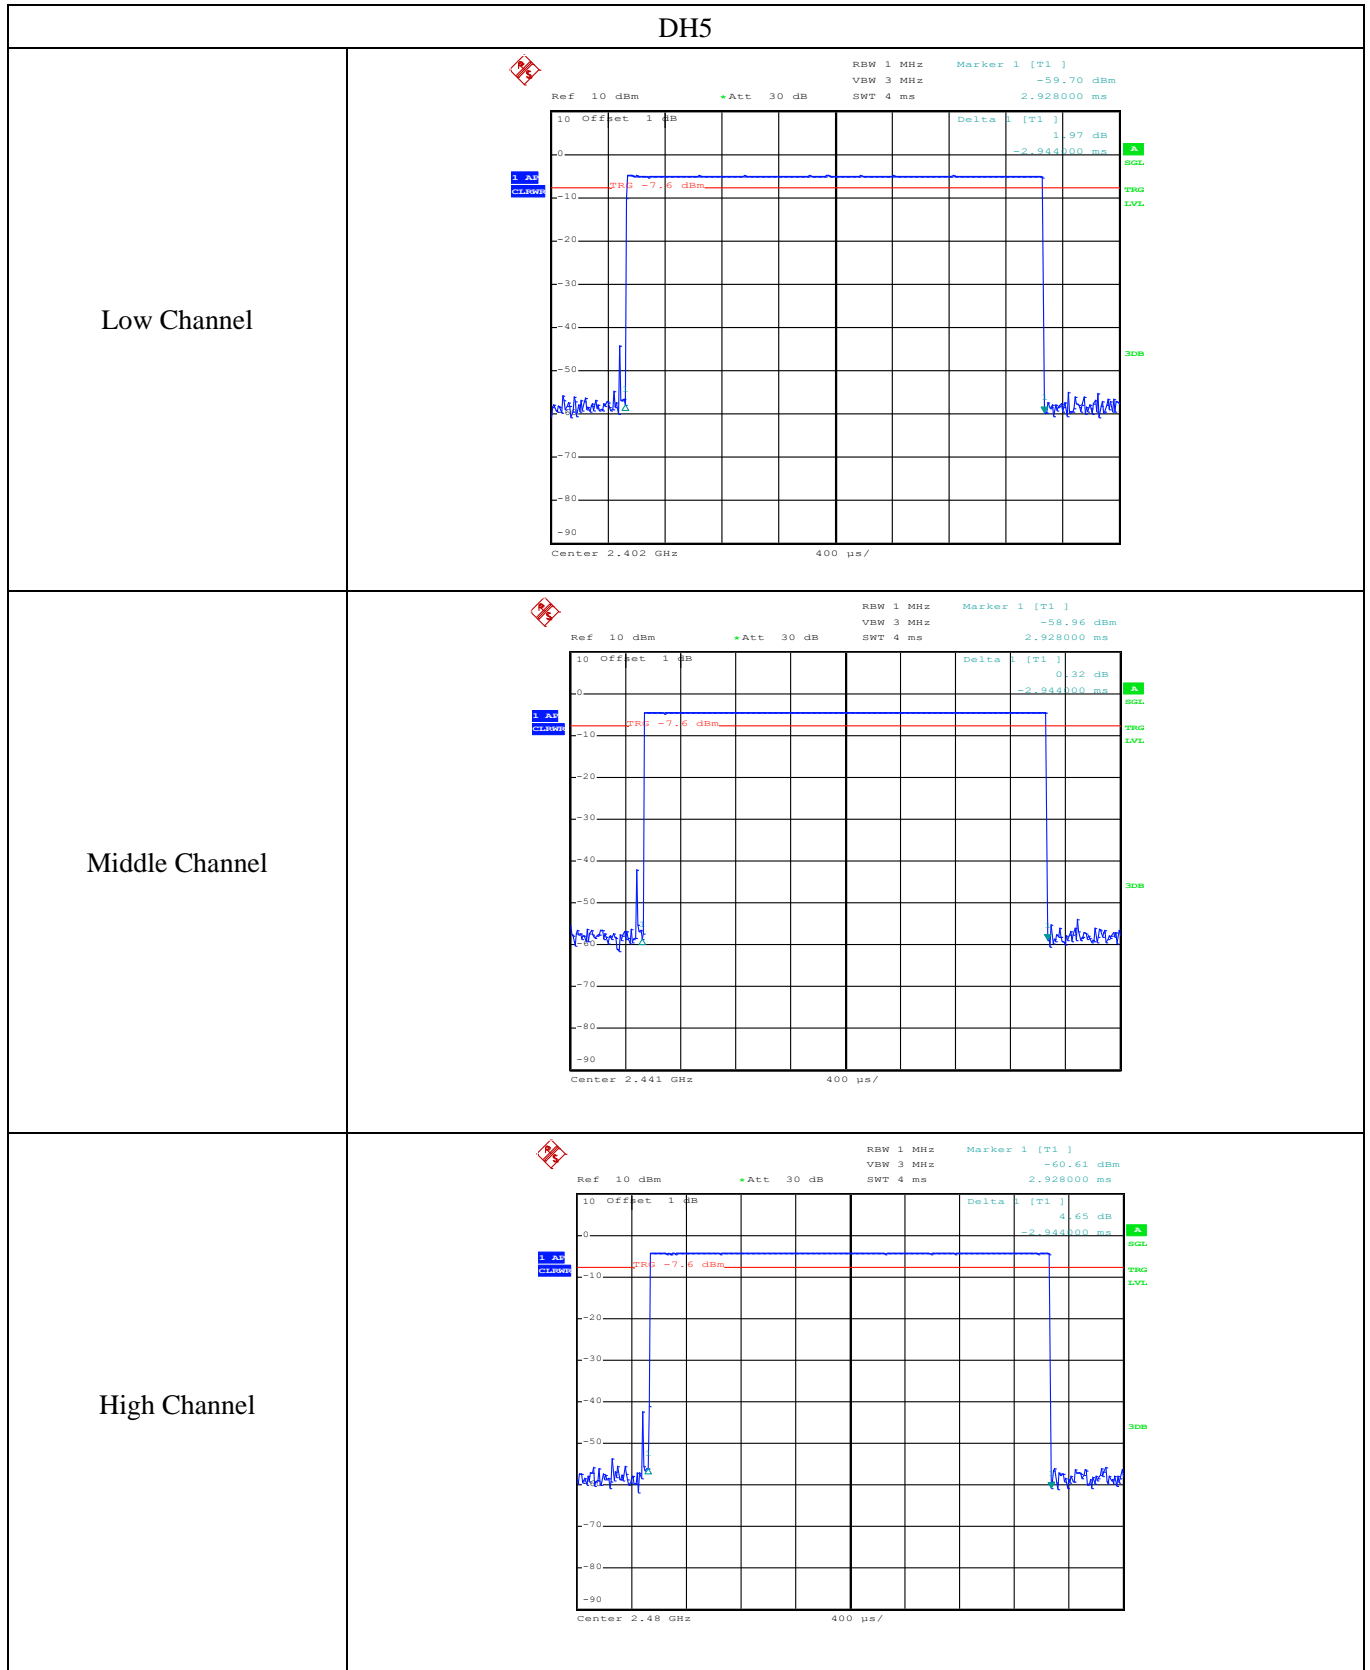 DH5
Low Channel
R&S
RBW 1 MHz Marker 1 [T1 ]
VBW 3 MHz -59.70 dBm
Ref 10 dBm *Att 30 dB SWT 4 ms 2.928000 ms
10 Offset 1 dB Delta 1 [T1 ]
1.97 dB
-2.944000 ms
A
SGL
0
1 AP
CLRWR
TRG -7.6 dBm
TRG
LVL
-10
-20
-30
-40
3DB
-50
-60
-70
-80
-90
Center 2.402 GHz 400 µs/
Middle Channel
R&S
RBW 1 MHz Marker 1 [T1 ]
VBW 3 MHz -58.96 dBm
Ref 10 dBm *Att 30 dB SWT 4 ms 2.928000 ms
10 Offset 1 dB Delta 1 [T1 ]
0.32 dB
-2.944000 ms
A
SGL
0
1 AP
CLRWR
TRG -7.6 dBm
TRG
LVL
-10
-20
-30
-40
3DB
-50
-60
-70
-80
-90
Center 2.441 GHz 400 µs/
High Channel
R&S
RBW 1 MHz Marker 1 [T1 ]
VBW 3 MHz -60.61 dBm
Ref 10 dBm *Att 30 dB SWT 4 ms 2.928000 ms
10 Offset 1 dB Delta 1 [T1 ]
4.65 dB
-2.944000 ms
A
SGL
0
1 AP
CLRWR
TRG -7.6 dBm
TRG
LVL
-10
-20
-30
-40
3DB
-50
-60
-70
-80
-90
Center 2.48 GHz 400 µs/